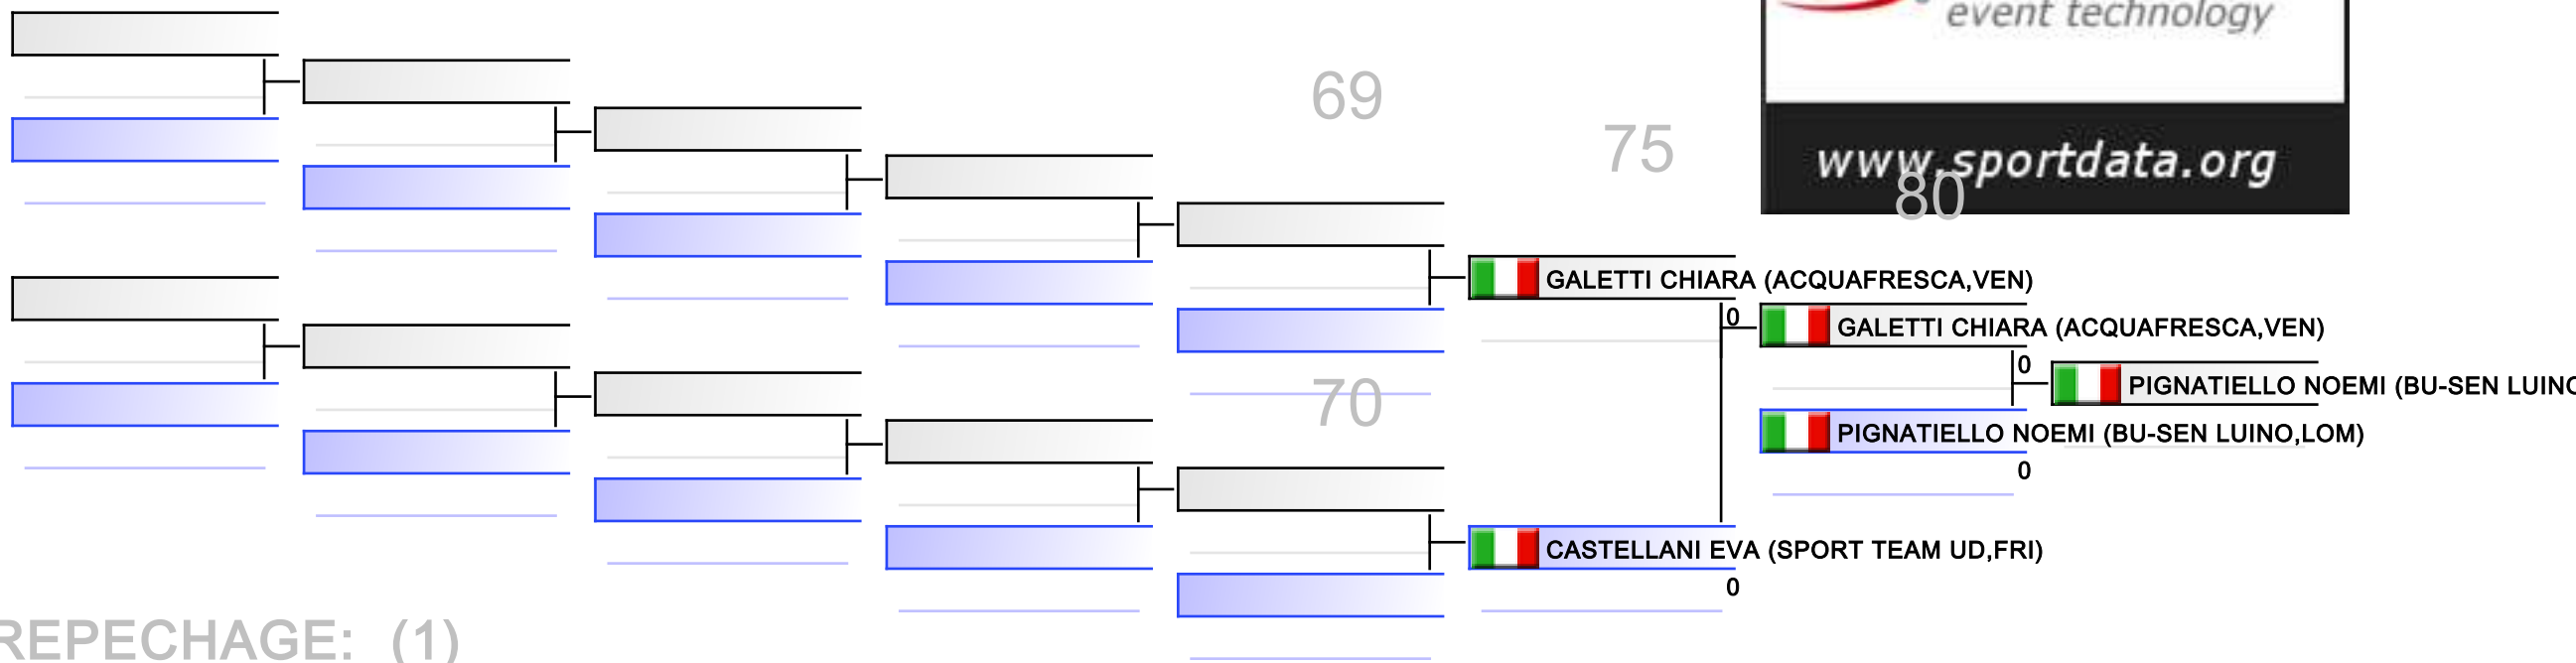 event technology
69
75
www.sportdata.org
80
GALETTI CHIARA (ACQUAFRESCA,VEN)
0
GALETTI CHIARA (ACQUAFRESCA,VEN)
0
PIGNATIELLO NOEMI (BU-SEN LUINO
70
PIGNATIELLO NOEMI (BU-SEN LUINO,LOM)
0
CASTELLANI EVA (SPORT TEAM UD,FRI)
0
REPECHAGE: (1)